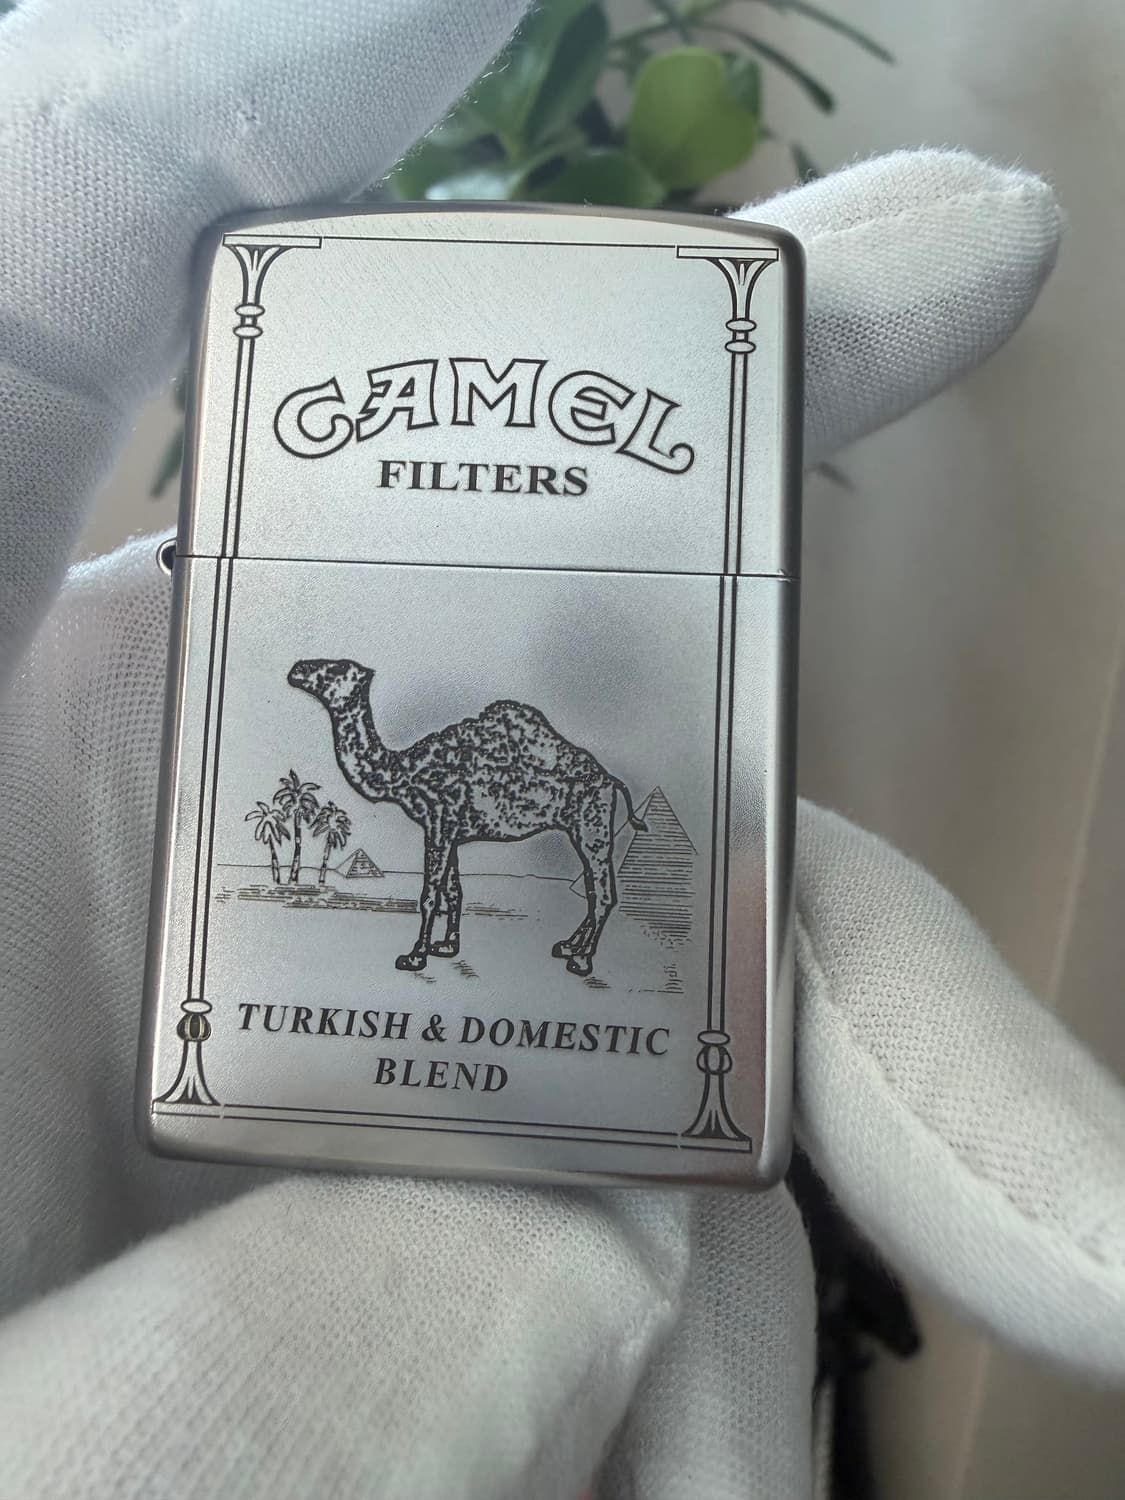 CAMEL
FILTERS
TURKISH & DOMESTIC
BLEND